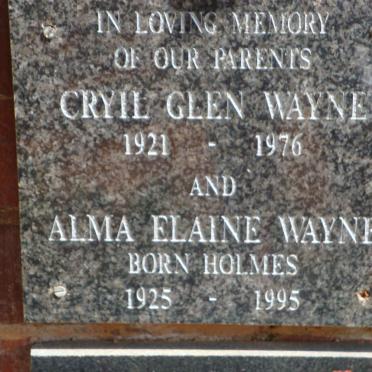 IN LOVING MEMORY
OF OUR PARENTS
CRYIL GLEN WAYNE
1921 - 1976
AND
ALMA ELAINE WAYNE
BORN HOLMES
1925 - 1995